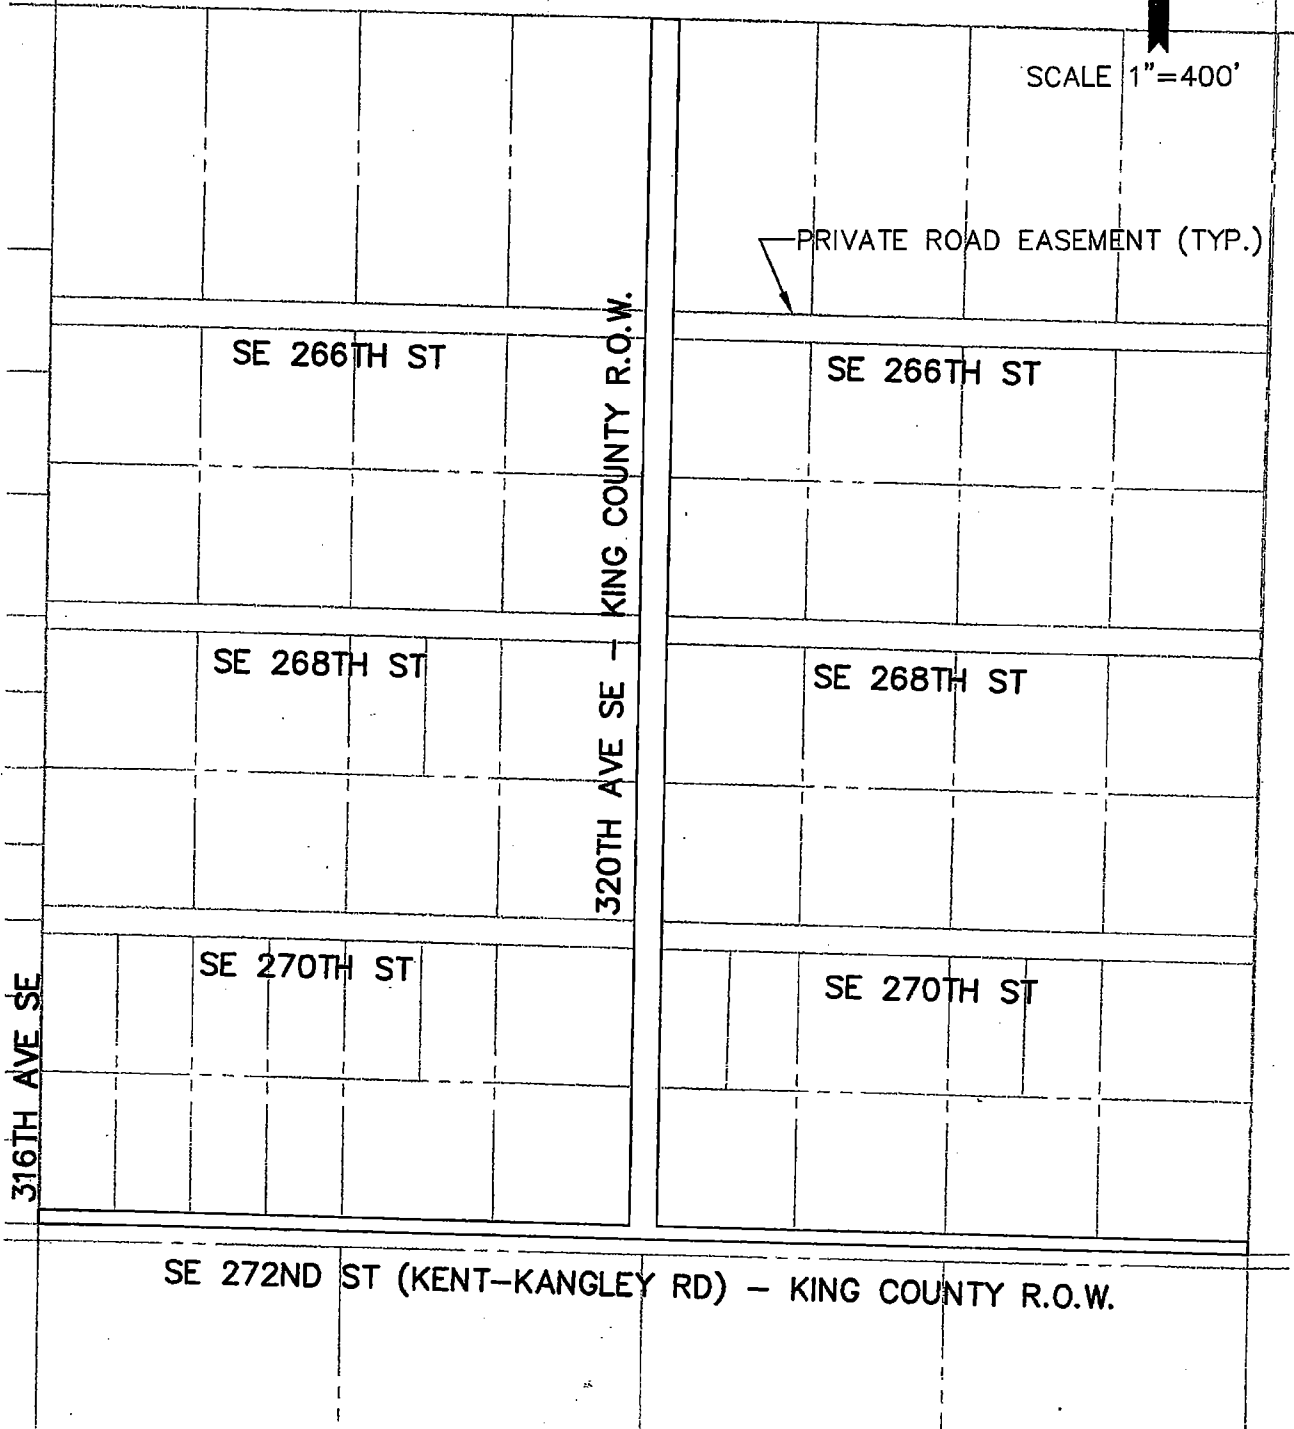 SCALE 1"=400'
PRIVATE ROAD EASEMENT (TYP.)
SE 266TH ST
SE 266TH ST
320TH AVE SE – KING COUNTY R.O.W.
SE 268TH ST
SE 268TH ST
SE 270TH ST
SE 270TH ST
316TH AVE SE
SE 272ND ST (KENT–KANGLEY RD) – KING COUNTY R.O.W.